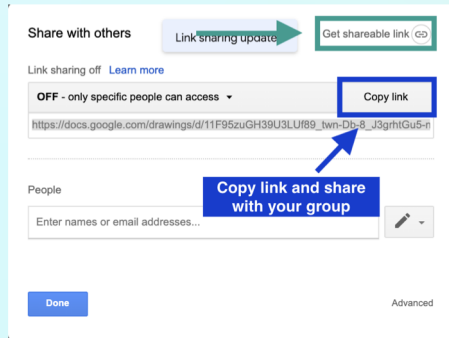 Share with others
Link sharing updated
Get shareable link
Link sharing off Learn more
OFF - only specific people can access
Copy link
https://docs.google.com/drawings/d/11F95zuGH39U3LUf89_twn-Db-8_J3grhtGu5-r
People
Copy link and share
with your group
Enter names or email addresses...
Done
Advanced